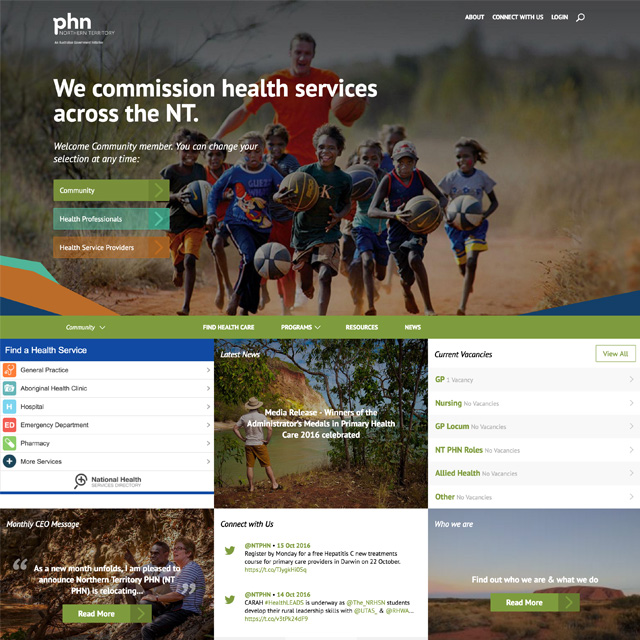 phn
NORTHERN TERRITORY
An Australian Government Initiative
ABOUT CONNECT WITH US LOGIN
We commission health services
across the NT.
Welcome Community member. You can change your
selection at any time:
Community
Health Professionals
Health Service Providers
Community FIND HEALTH CARE PROGRAMS RESOURCES NEWS
Find a Health Service
General Practice
Aboriginal Health Clinic
H Hospital
ED Emergency Department
Pharmacy
More Services
National Health
SERVICES DIRECTORY
Latest News
Media Release - Winners of the
Administrator's Medals in Primary Health
Care 2016 celebrated
Current Vacancies
View All
GP 1 Vacancy
Nursing No Vacancies
GP Locum No Vacancies
NT PHN Roles No Vacancies
Allied Health No Vacancies
Other No Vacancies
Monthly CEO Message
“ As a new month unfolds, I am pleased to
announce Northern Territory PHN (NT
PHN) is relocating... ”
Read More
Connect with Us
@NTPHN • 15 Oct 2016
Register by Monday for a free Hepatitis C new treatments
course for primary care providers in Darwin on 22 October.
@NTPHN • 14 Oct 2016
CARAH #HealthLEADS is underway as @The_NRHSN students
develop their rural leadership skills with @UTAS_ & @RHWA...
Who we are
Find out who we are & what we do
Read More